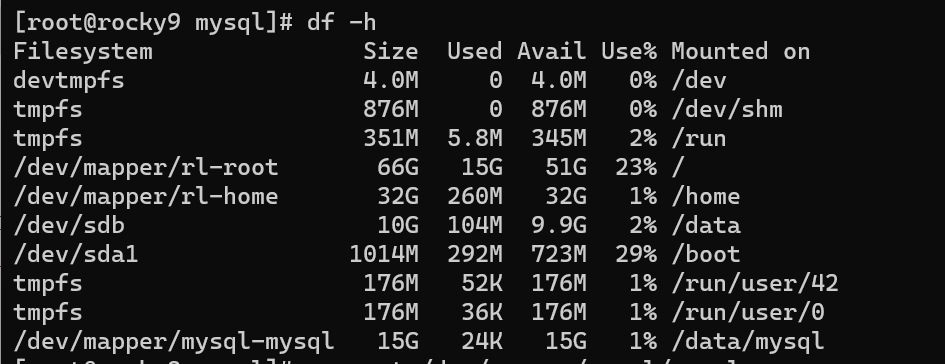 [root@rocky9 mysql]# df -h
Filesystem Size Used Avail Use% Mounted on
devtmpfs 4.0M 0 4.0M 0% /dev
tmpfs 876M 0 876M 0% /dev/shm
tmpfs 351M 5.8M 345M 2% /run
/dev/mapper/rl-root 66G 15G 51G 23% /
/dev/mapper/rl-home 32G 260M 32G 1% /home
/dev/sdb 10G 104M 9.9G 2% /data
/dev/sda1 1014M 292M 723M 29% /boot
tmpfs 176M 52K 176M 1% /run/user/42
tmpfs 176M 36K 176M 1% /run/user/0
/dev/mapper/mysql-mysql 15G 24K 15G 1% /data/mysql
[root@rocky9 mysql]#